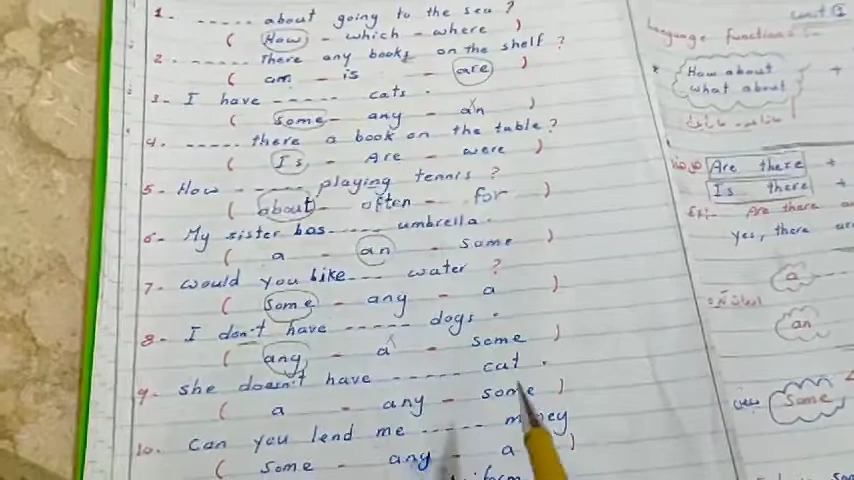 1. ----- about going to the sea ?
( How - which - where )
2. ----- There any books on the shelf ?
( am - is - are )
3- I have ----- cats .
( Some - any - an )
4. ----- there a book on the table ?
( Is - Are - were )
5- How ----- playing tennis ?
( about - often - for )
6- My sister has ----- umbrella .
( a - an - some )
7- would you like --- water ?
( Some - any - a )
8- I don't have ----- dogs .
( any - a - some )
9- she doesn't have ----- cat .
( a - any - some )
10. can you lend me ----- money
( some - any - a )
unit
Language functions :-
* How about
what about +
Are there +
Is there +
Ex:- Are there
yes, there
a
an
Some